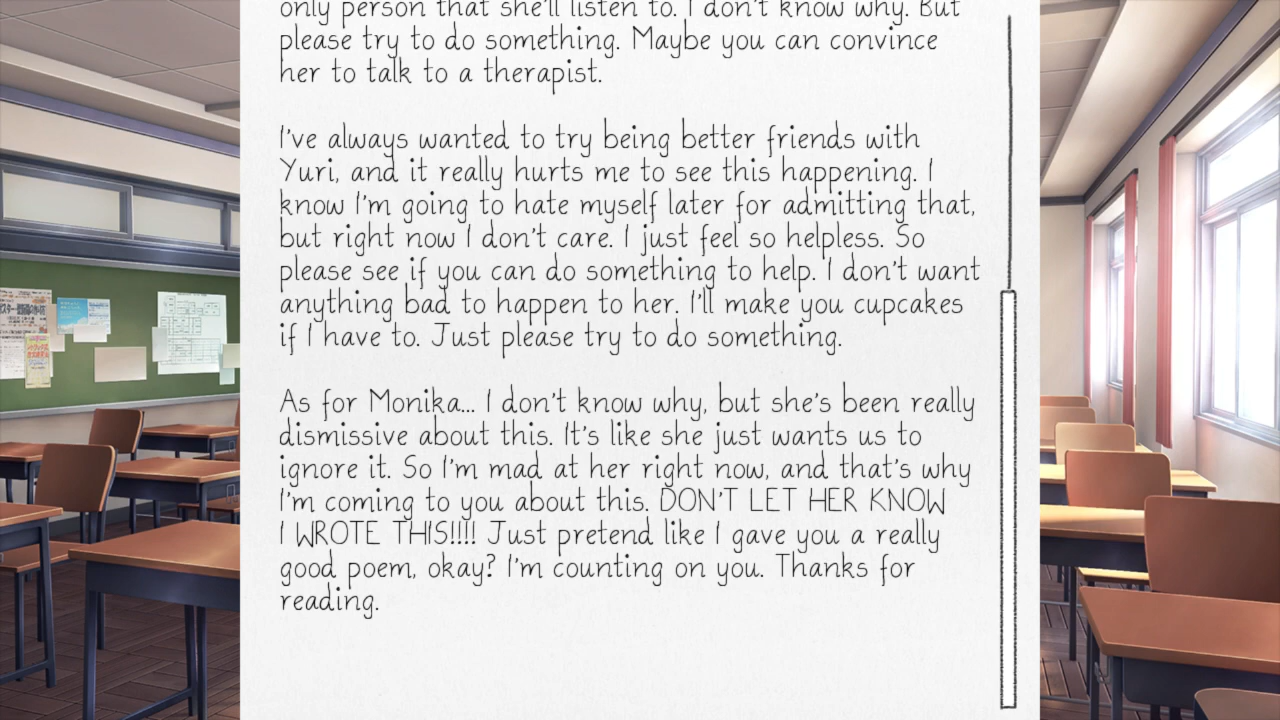 only person that she'll listen to. I don't know why. But
please try to do something. Maybe you can convince
her to talk to a therapist.
I've always wanted to try being better friends with
Yuri, and it really hurts me to see this happening. I
know I'm going to hate myself later for admitting that,
but right now I don't care. I just feel so helpless. So
please see if you can do something to help. I don't want
anything bad to happen to her. I'll make you cupcakes
if I have to. Just please try to do something.
As for Monika... I don't know why, but she's been really
dismissive about this. It's like she just wants us to
ignore it. So I'm mad at her right now, and that's why
I'm coming to you about this. DON'T LET HER KNOW
I WROTE THIS!!!! Just pretend like I gave you a really
good poem, okay? I'm counting on you. Thanks for
reading.